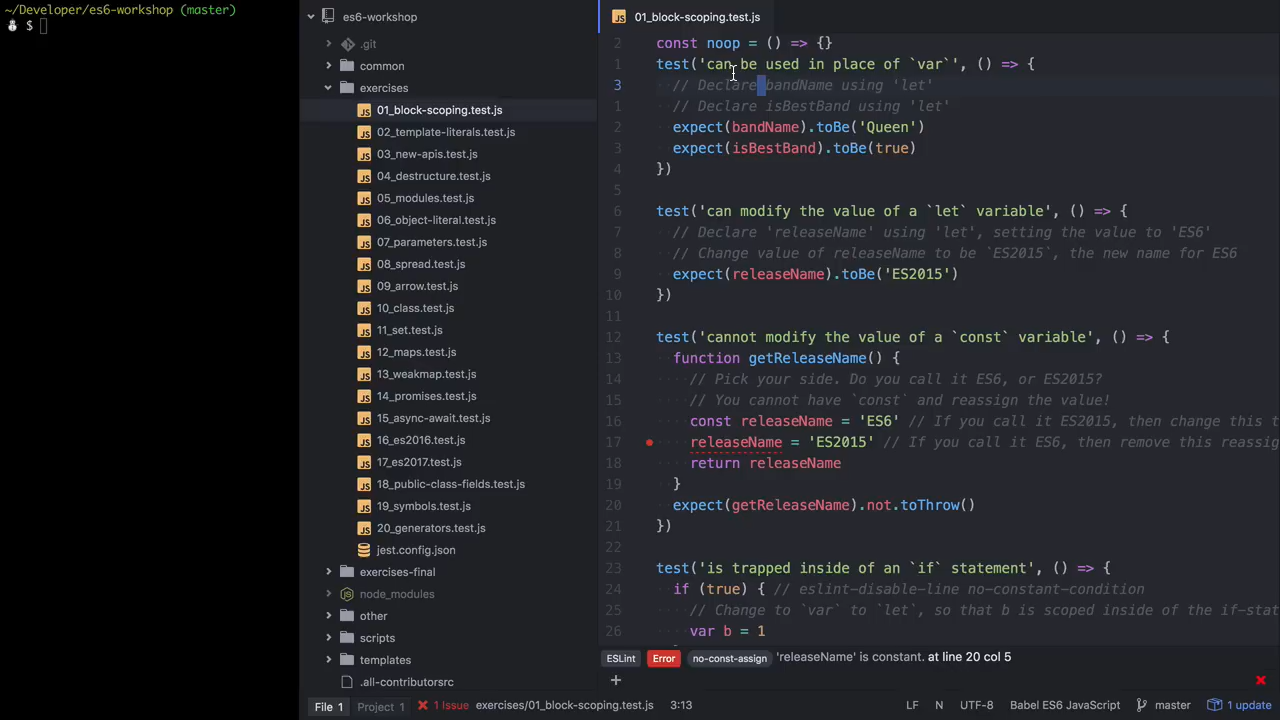 ~/Developer/es6-workshop (master)
$
es6-workshop
.git
common
exercises
01_block-scoping.test.js
02_template-literals.test.js
03_new-apis.test.js
04_destructure.test.js
05_modules.test.js
06_object-literal.test.js
07_parameters.test.js
08_spread.test.js
09_arrow.test.js
10_class.test.js
11_set.test.js
12_maps.test.js
13_weakmap.test.js
14_promises.test.js
15_async-await.test.js
16_es2016.test.js
17_es2017.test.js
18_public-class-fields.test.js
19_symbols.test.js
20_generators.test.js
jest.config.json
exercises-final
node_modules
other
scripts
templates
.all-contributorsrc
File 1 Project 1
01_block-scoping.test.js
2 const noop = () => {}
1 test('can be used in place of `var`', () => {
3 // Declare bandName using 'let'
1 // Declare isBestBand using 'let'
2 expect(bandName).toBe('Queen')
3 expect(isBestBand).toBe(true)
4 })
5
6 test('can modify the value of a `let` variable', () => {
7 // Declare 'releaseName' using 'let', setting the value to 'ES6'
8 // Change value of releaseName to be `ES2015`, the new name for ES6
9 expect(releaseName).toBe('ES2015')
10 })
11
12 test('cannot modify the value of a `const` variable', () => {
13 function getReleaseName() {
14 // Pick your side. Do you call it ES6, or ES2015?
15 // You cannot have `const` and reassign the value!
16 const releaseName = 'ES6' // If you call it ES2015, then change this t
17 releaseName = 'ES2015' // If you call it ES6, then remove this reassig
18 return releaseName
19 }
20 expect(getReleaseName).not.toThrow()
21 })
22
23 test('is trapped inside of an `if` statement', () => {
24 if (true) { // eslint-disable-line no-constant-condition
25 // Change to `var` to `let`, so that b is scoped inside of the if-stat
26 var b = 1
ESLint Error no-const-assign 'releaseName' is constant. at line 20 col 5
+
1 Issue exercises/01_block-scoping.test.js 3:13 LF N UTF-8 Babel ES6 JavaScript master 1 update